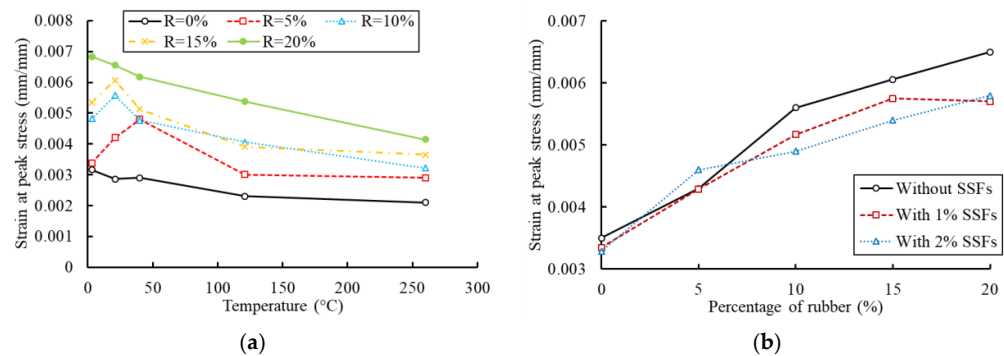 R=0% R=5% R=10%
R=15% R=20%
Strain at peak stress (mm/mm)
0.008
0.007
0.006
0.005
0.004
0.003
0.002
0.001
0
0 50 100 150 200 250 300
Temperature (°C)
(a)
Strain at peak stress (mm/mm)
0.007
0.006
0.005
0.004
0.003
Without SSFs
With 1% SSFs
With 2% SSFs
0 5 10 15 20
Percentage of rubber (%)
(b)